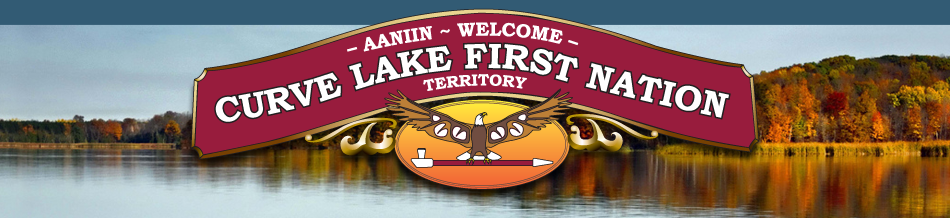 – AANIIN ~ WELCOME –
CURVE LAKE FIRST NATION
TERRITORY